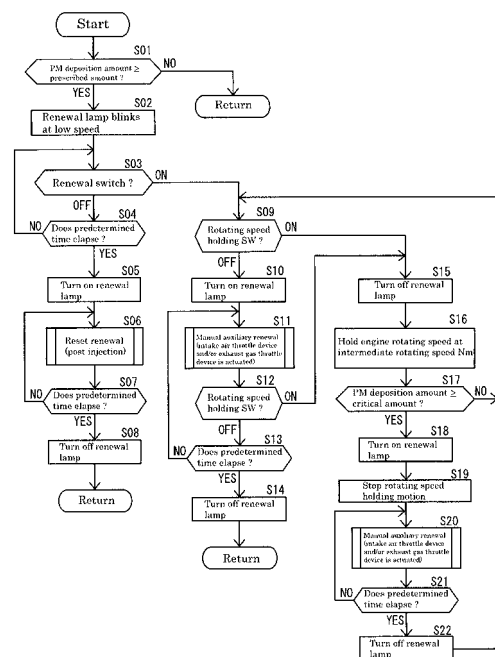 Start
S01
PM deposition amount ≥
prescribed amount ?
NO
YES
Return
S02
Renewal lamp blinks
at low speed
S03
Renewal switch ?
ON
OFF
S04
Does predetermined
time elapse ?
NO
YES
S05
Turn on renewal
lamp
S06
Reset renewal
(post injection)
S07
Does predetermined
time elapse ?
NO
YES
S08
Turn off renewal
lamp
Return
S09
Rotating speed
holding SW ?
ON
OFF
S10
Turn on renewal
lamp
S11
Manual auxiliary renewal
(intake air throttle device
and/or exhaust gas throttle
device is actuated)
S12
Rotating speed
holding SW ?
ON
OFF
S13
Does predetermined
time elapse ?
NO
YES
S14
Turn off renewal
lamp
Return
S15
Turn off renewal
lamp
S16
Hold engine rotating speed at
intermediate rotating speed Nm
S17
PM deposition amount ≥
critical amount ?
NO
YES
S18
Turn on renewal
lamp
S19
Stop rotating speed
holding motion
S20
Manual auxiliary renewal
(intake air throttle device
and/or exhaust gas throttle
device is actuated)
S21
Does predetermined
time elapse ?
NO
YES
S22
Turn off renewal
lamp